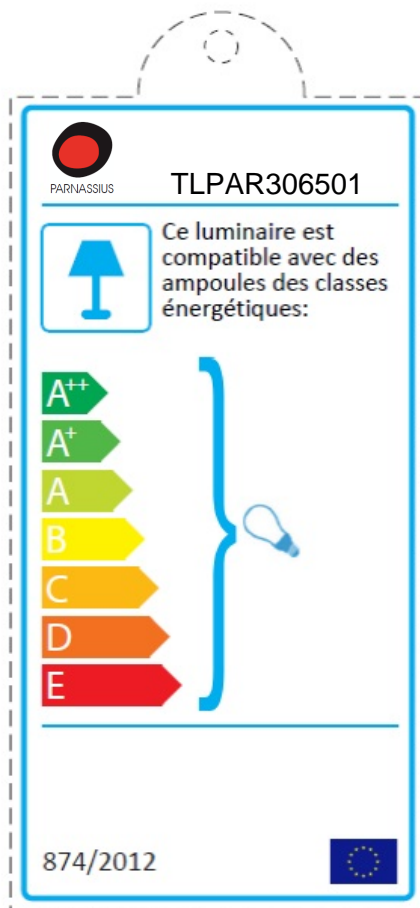 PARNASSIUS
TLPAR306501
Ce luminaire est
compatible avec des
ampoules des classes
énergétiques:
A++
A+
A
B
C
D
E
874/2012